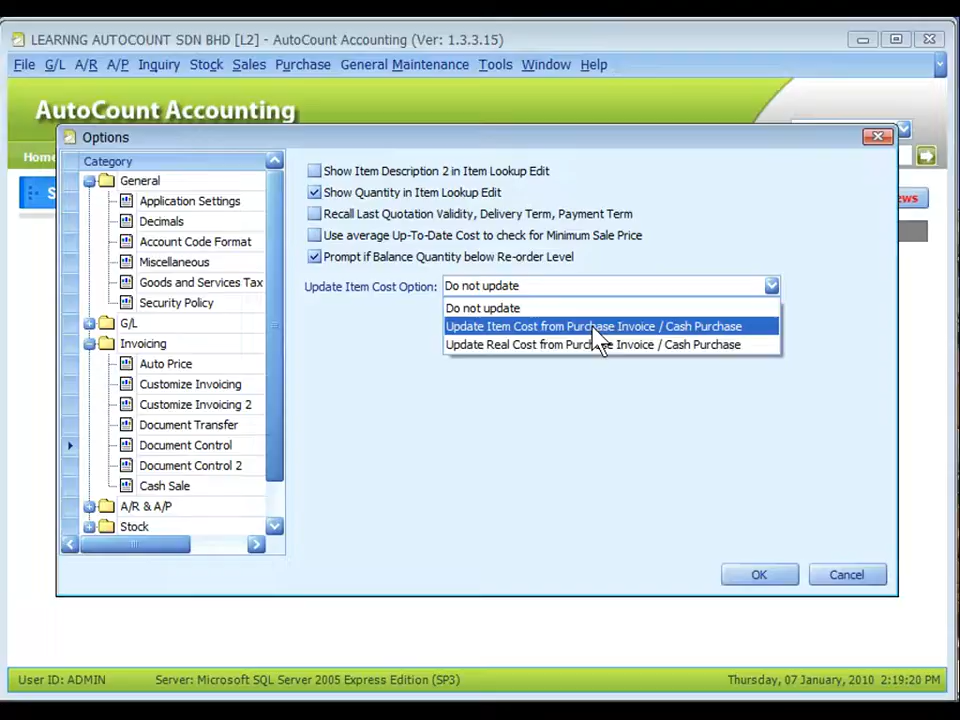 LEARNNG AUTOCOUNT SDN BHD [L2] - AutoCount Accounting (Ver: 1.3.3.15)
File G/L A/R A/P Inquiry Stock Sales Purchase General Maintenance Tools Window Help
AutoCount Accounting
Options
Home
S
ews
Category
General
Application Settings
Decimals
Account Code Format
Miscellaneous
Goods and Services Tax
Security Policy
G/L
Invoicing
Auto Price
Customize Invoicing
Customize Invoicing 2
Document Transfer
Document Control
Document Control 2
Cash Sale
A/R & A/P
Stock
Show Item Description 2 in Item Lookup Edit
Show Quantity in Item Lookup Edit
Recall Last Quotation Validity, Delivery Term, Payment Term
Use average Up-To-Date Cost to check for Minimum Sale Price
Prompt if Balance Quantity below Re-order Level
Update Item Cost Option: Do not update
Do not update
Update Item Cost from Purchase Invoice / Cash Purchase
Update Real Cost from Purchase Invoice / Cash Purchase
OK Cancel
User ID: ADMIN Server: Microsoft SQL Server 2005 Express Edition (SP3) Thursday, 07 January, 2010 2:19:20 PM